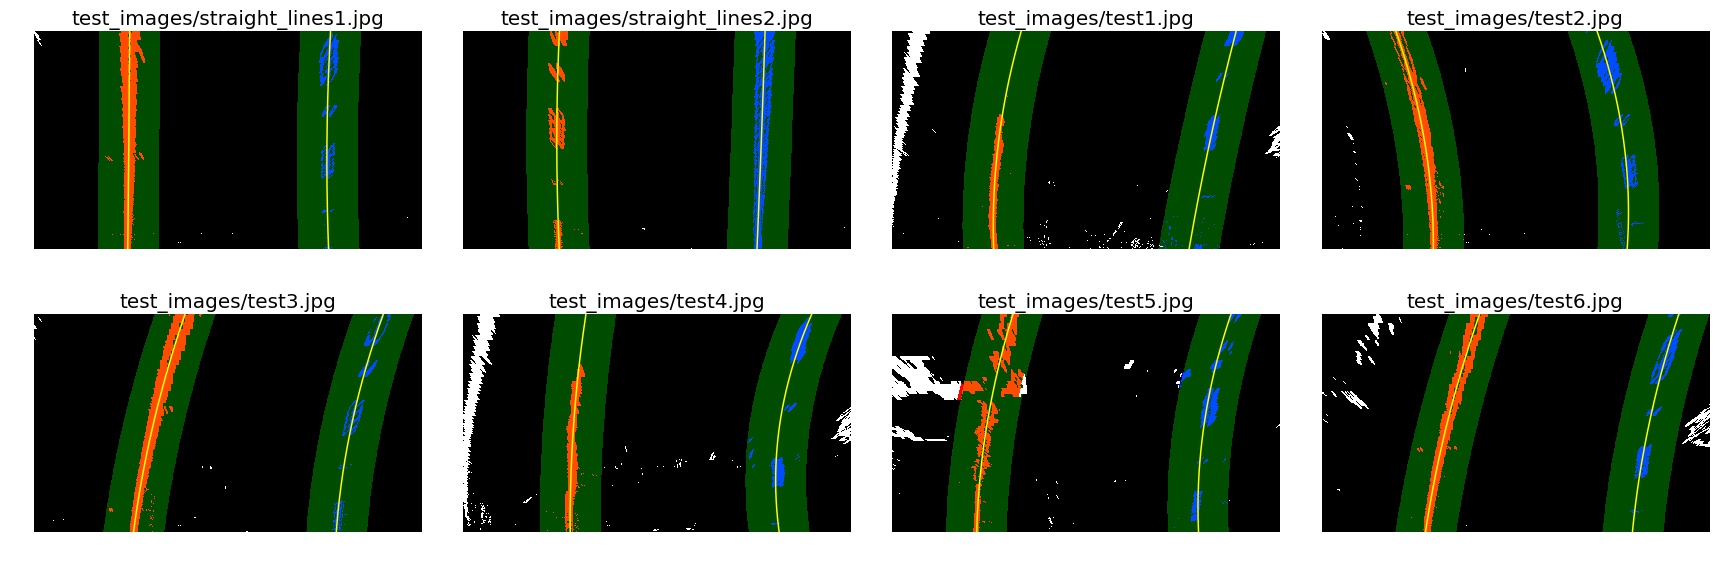 test_images/straight_lines1.jpg
test_images/straight_lines2.jpg
test_images/test1.jpg
test_images/test2.jpg
test_images/test3.jpg
test_images/test4.jpg
test_images/test5.jpg
test_images/test6.jpg